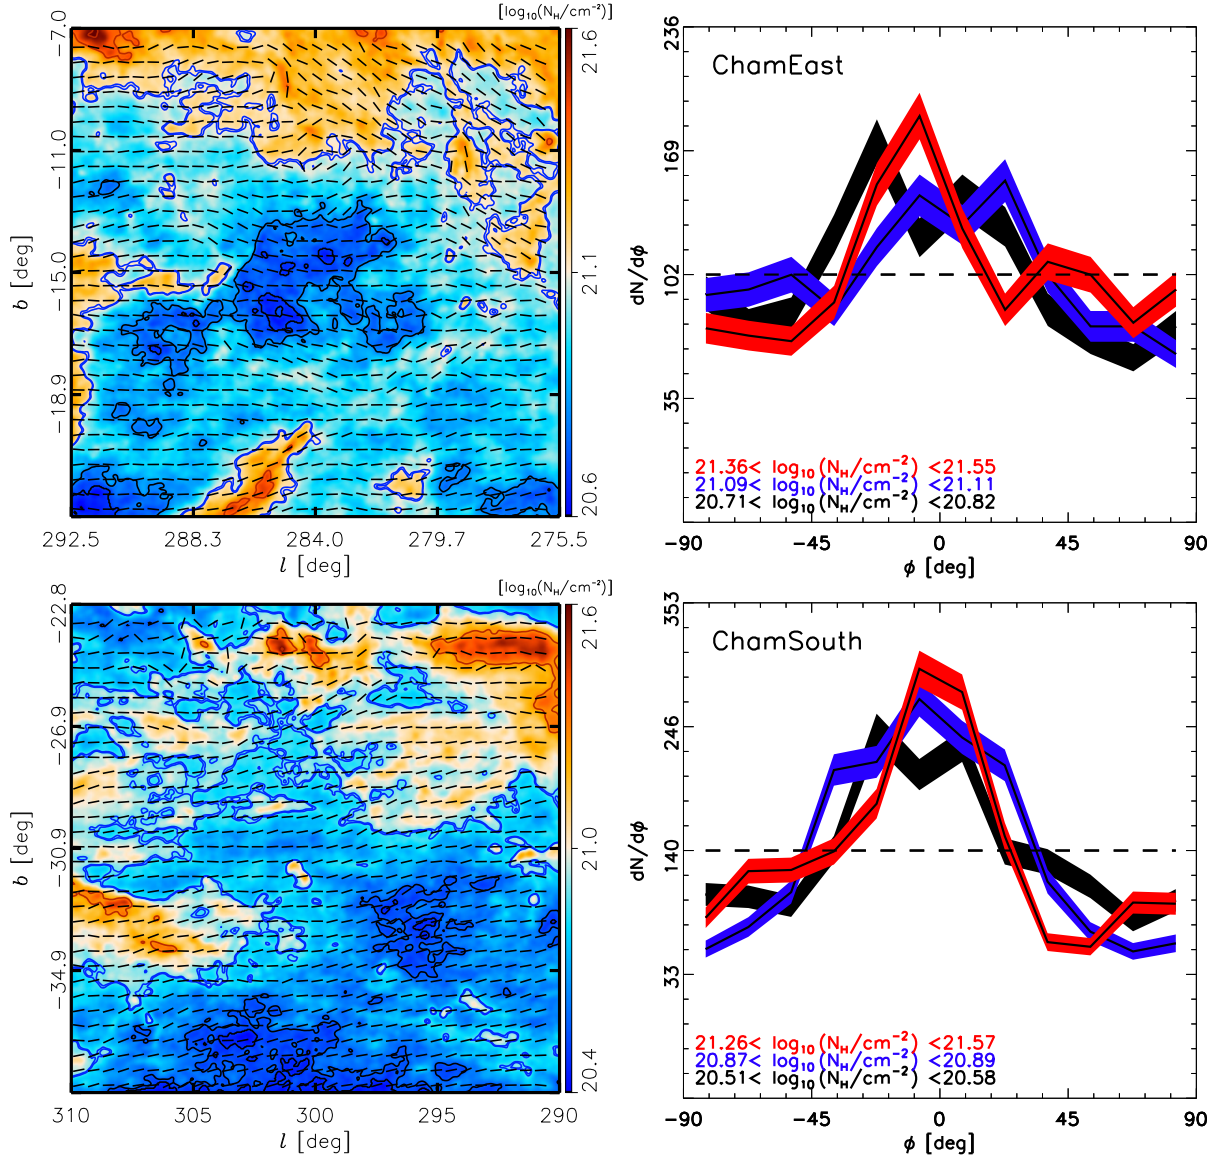 [log₁₀(N_H/cm⁻²)]
−7.0
−11.0
−15.0
−18.9
b [deg]
292.5 288.3 284.0 279.7 275.5
l [deg]
21.6
21.1
20.6
ChamEast
236
169
102
35
dN/dϕ
21.36< log₁₀(N_H/cm⁻²) <21.55
21.09< log₁₀(N_H/cm⁻²) <21.11
20.71< log₁₀(N_H/cm⁻²) <20.82
−90 −45 0 45 90
ϕ [deg]
[log₁₀(N_H/cm⁻²)]
−22.8
−26.9
−30.9
−34.9
b [deg]
310 305 300 295 290
l [deg]
21.6
21.0
20.4
ChamSouth
353
246
140
33
dN/dϕ
21.26< log₁₀(N_H/cm⁻²) <21.57
20.87< log₁₀(N_H/cm⁻²) <20.89
20.51< log₁₀(N_H/cm⁻²) <20.58
−90 −45 0 45 90
ϕ [deg]